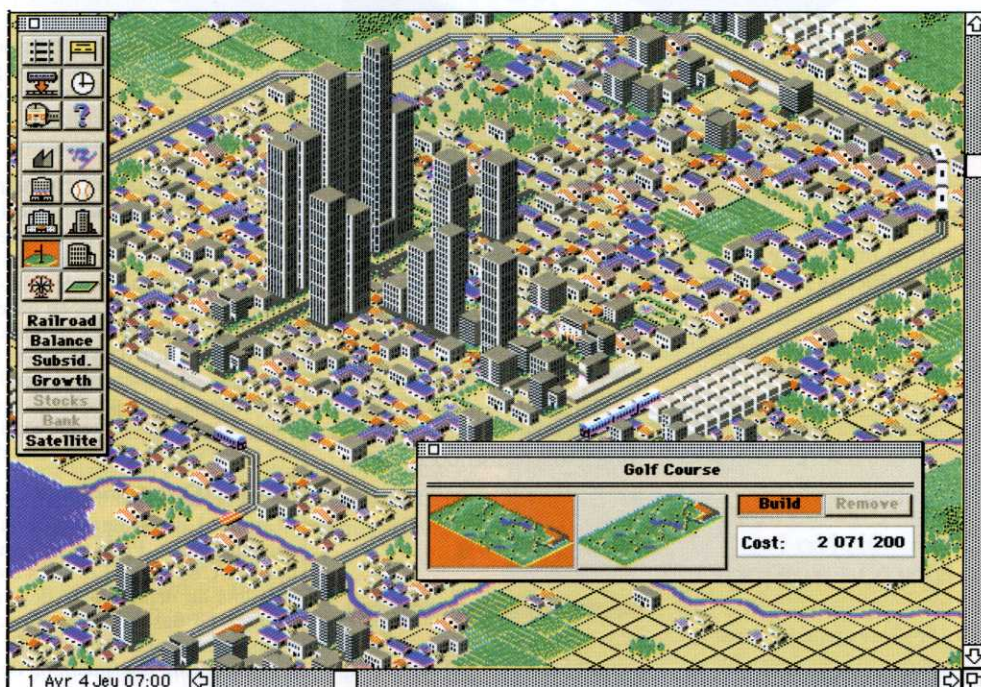 ?
Railroad
Balance
Subsid.
Growth
Stocks
Bank
Satellite
Golf Course
Build Remove
Cost: 2 071 200
1 Avr 4 Jeu 07:00